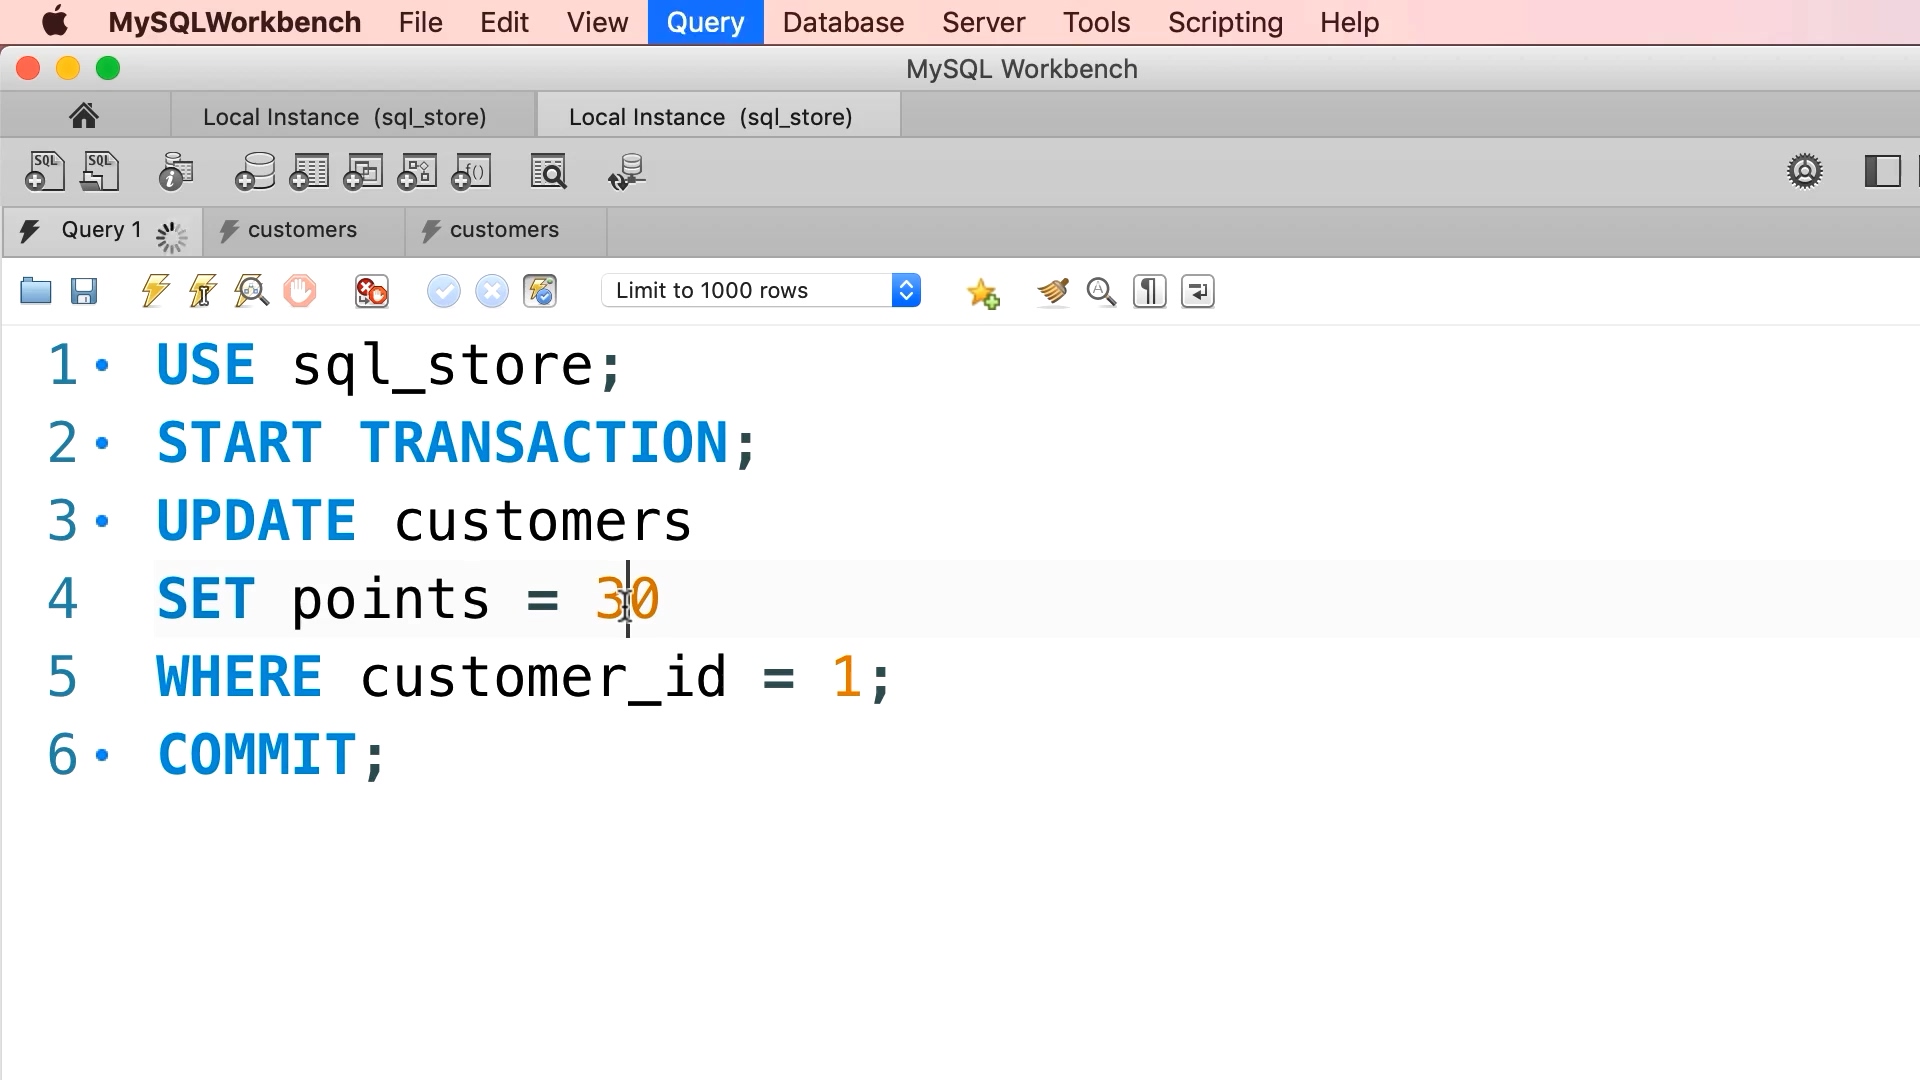 MySQLWorkbench File Edit View Query Database Server Tools Scripting Help
MySQL Workbench
Local Instance (sql_store) Local Instance (sql_store)
SQL SQL f()
Query 1 customers customers
Limit to 1000 rows
1 USE sql_store;
2 START TRANSACTION;
3 UPDATE customers
4 SET points = 30
5 WHERE customer_id = 1;
6 COMMIT;